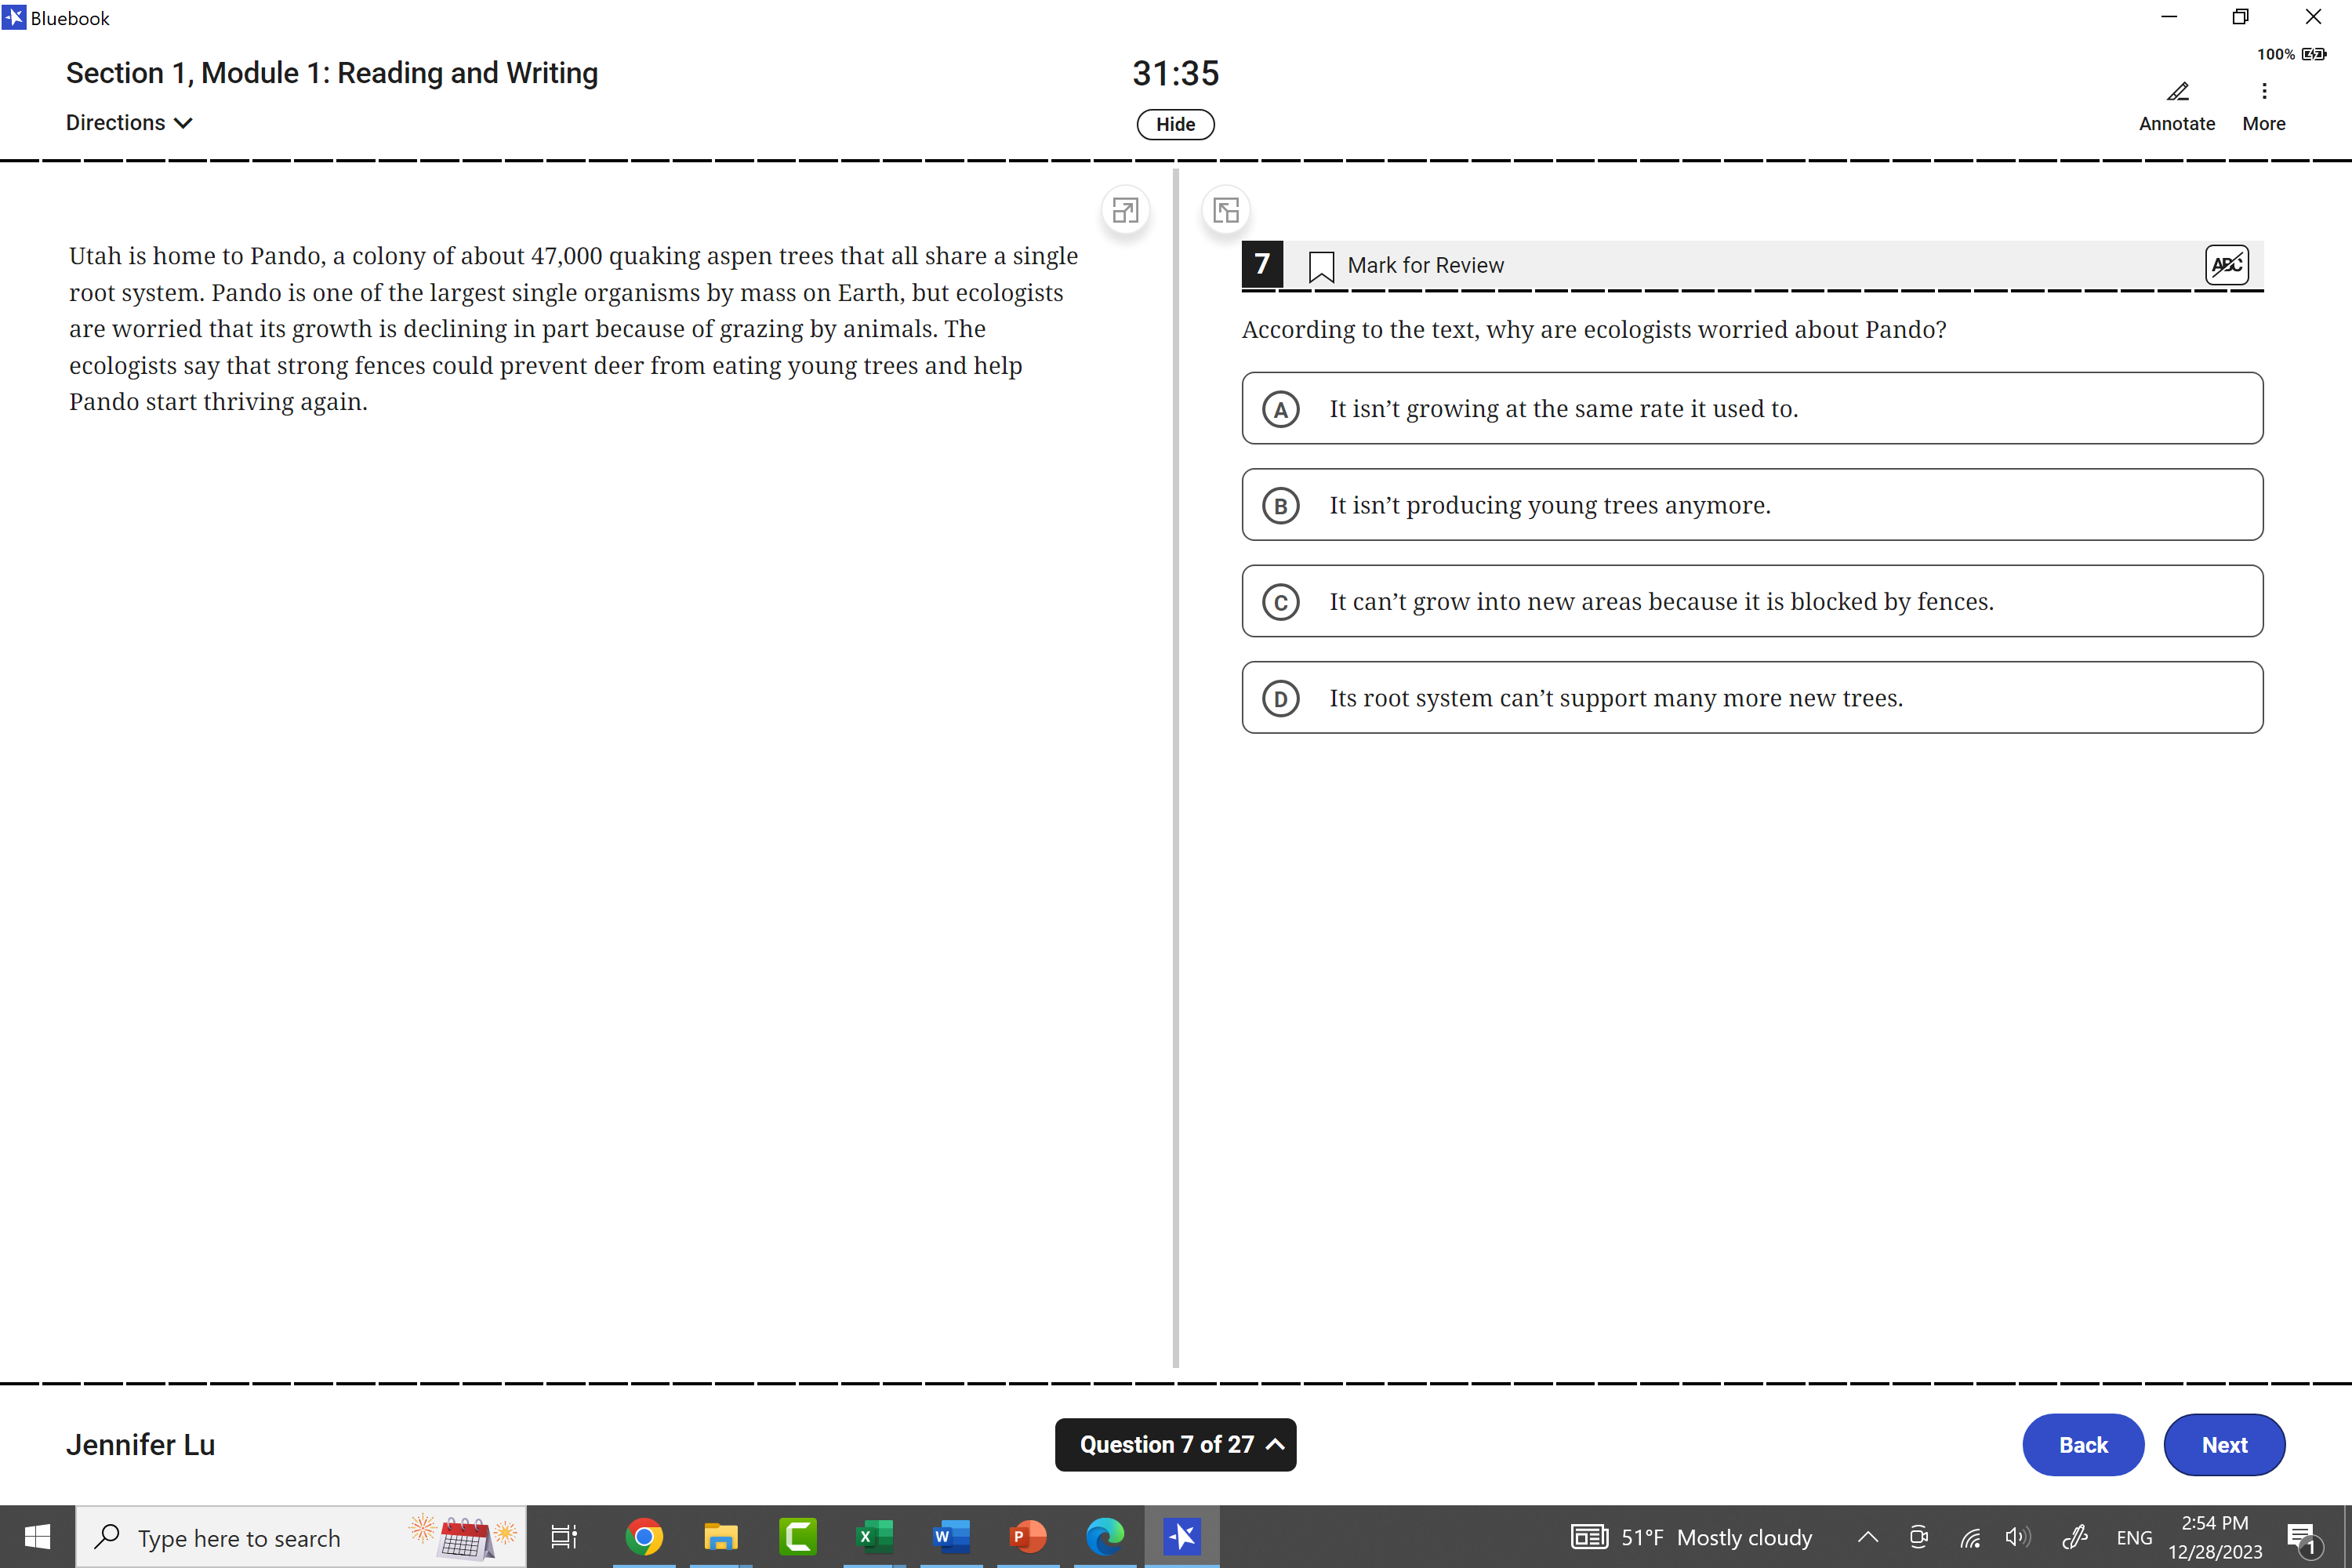 Bluebook
100%
Section 1, Module 1: Reading and Writing
31:35
Directions
Hide
Annotate
More
Utah is home to Pando, a colony of about 47,000 quaking aspen trees that all share a single
root system. Pando is one of the largest single organisms by mass on Earth, but ecologists
are worried that its growth is declining in part because of grazing by animals. The
ecologists say that strong fences could prevent deer from eating young trees and help
Pando start thriving again.
7 Mark for Review ABC
According to the text, why are ecologists worried about Pando?
A It isn’t growing at the same rate it used to.
B It isn’t producing young trees anymore.
C It can’t grow into new areas because it is blocked by fences.
D Its root system can’t support many more new trees.
Jennifer Lu
Question 7 of 27
Back
Next
Type here to search
51°F Mostly cloudy
ENG
2:54 PM
12/28/2023
1